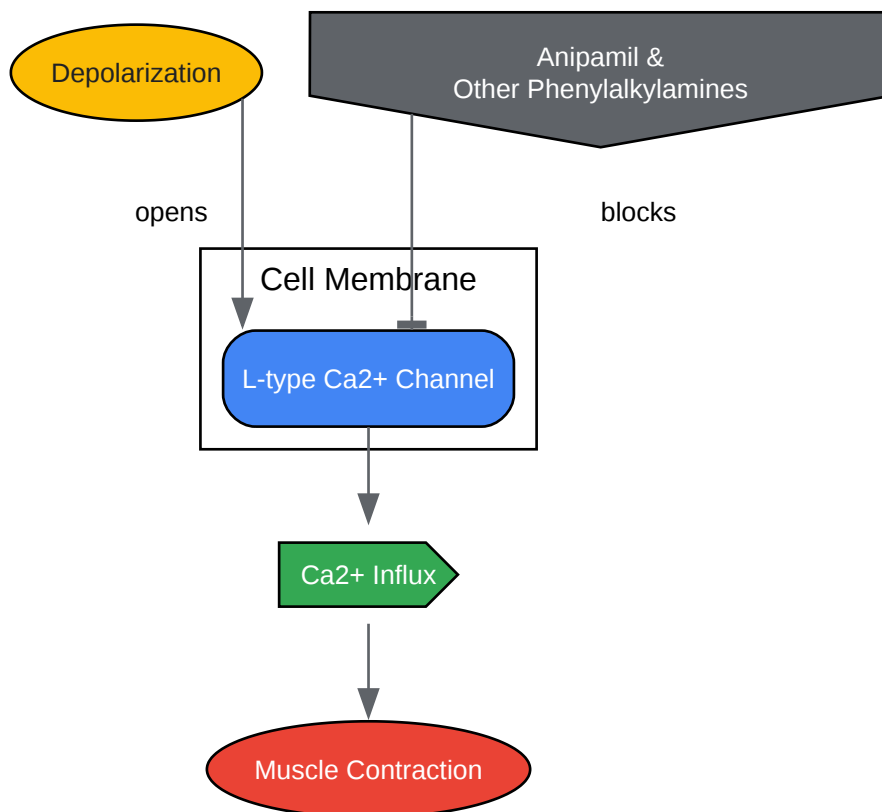 Depolarization
Anipamil &
Other Phenylalkylamines
opens
blocks
Cell Membrane
L-type Ca2+ Channel
Ca2+ Influx
Muscle Contraction